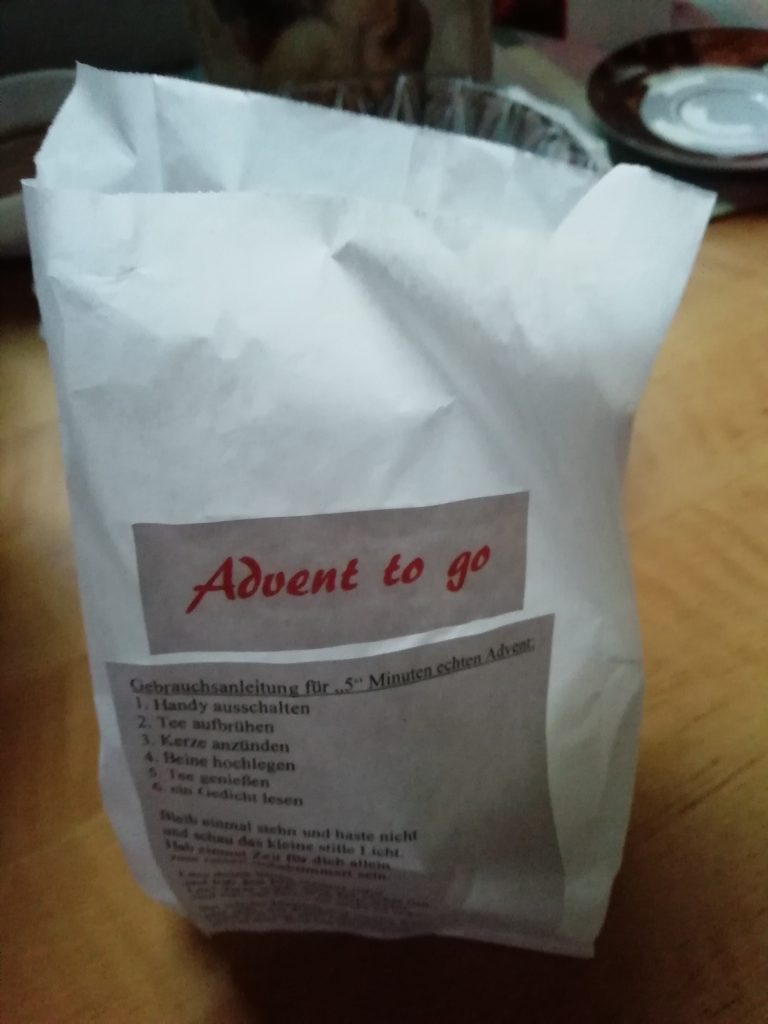 Advent to go
Gebrauchsanleitung für „5“ Minuten echten Advent:
1. Handy ausschalten
2. Tee aufbrühen
3. Kerze anzünden
4. Beine hochlegen
5. Tee genießen
6. ein Gedicht lesen
Bleib einmal stehn und haste nicht
und schau das kleine stille Licht.
Hab einmal Zeit für dich allein